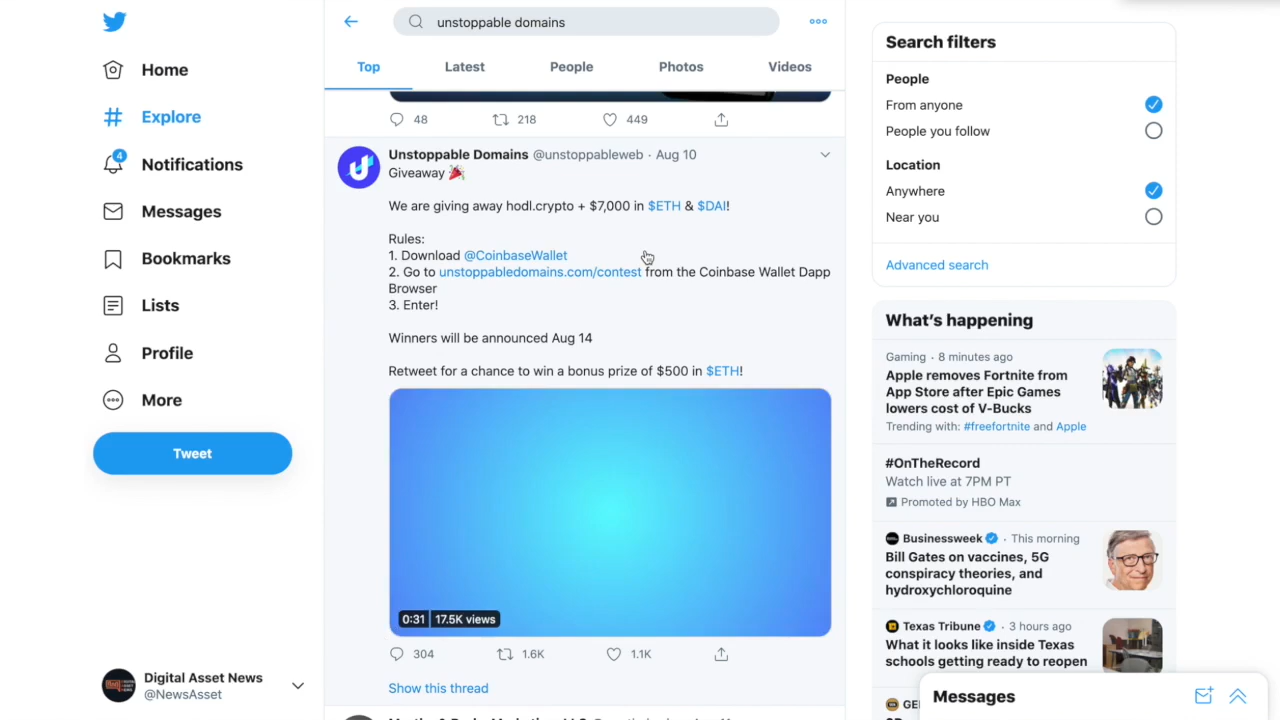 unstoppable domains
Top
Latest
People
Photos
Videos
Home
Explore
4
Notifications
Messages
Bookmarks
Lists
Profile
More
Tweet
Digital Asset News
@NewsAsset
48
218
449
Unstoppable Domains @unstoppableweb · Aug 10
Giveaway
We are giving away hodl.crypto + $7,000 in $ETH & $DAI!
Rules:
1. Download @CoinbaseWallet
2. Go to unstoppabledomains.com/contest from the Coinbase Wallet Dapp
Browser
3. Enter!
Winners will be announced Aug 14
Retweet for a chance to win a bonus prize of $500 in $ETH!
0:31
17.5K views
304
1.6K
1.1K
Show this thread
Search filters
People
From anyone
People you follow
Location
Anywhere
Near you
Advanced search
What's happening
Gaming · 8 minutes ago
Apple removes Fortnite from
App Store after Epic Games
lowers cost of V-Bucks
Trending with: #freefortnite and Apple
#OnTheRecord
Watch live at 7PM PT
Promoted by HBO Max
Businessweek · This morning
Bill Gates on vaccines, 5G
conspiracy theories, and
hydroxychloroquine
Texas Tribune · 3 hours ago
What it looks like inside Texas
schools getting ready to reopen
Messages